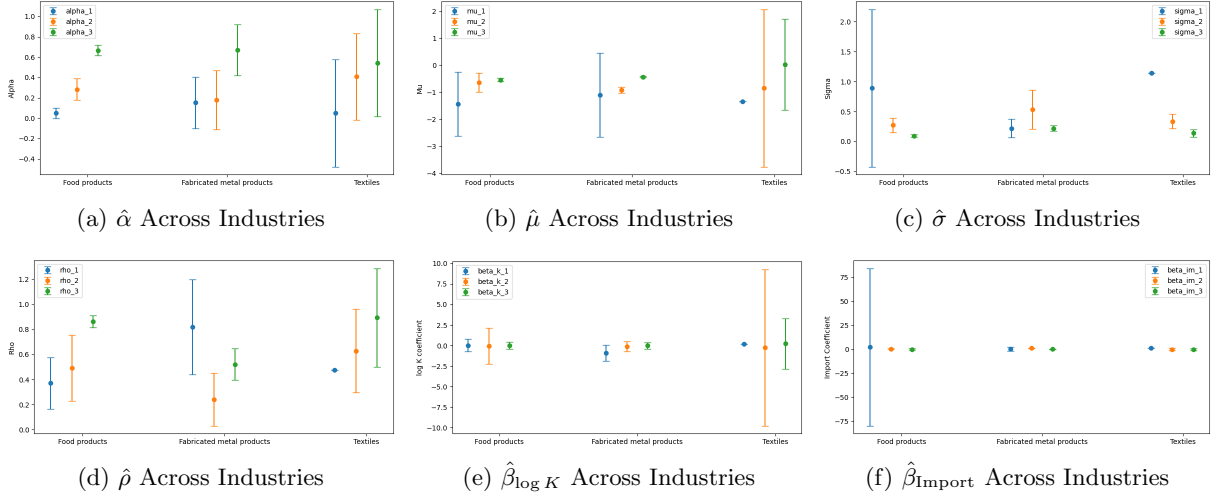 alpha_1
alpha_2
alpha_3
1.0
0.8
0.6
0.4
0.2
0.0
−0.2
−0.4
Alpha
Food products
Fabricated metal products
Textiles
(a) α̂ Across Industries
mu_1
mu_2
mu_3
2
1
0
−1
−2
−3
−4
Mu
Food products
Fabricated metal products
Textiles
(b) μ̂ Across Industries
sigma_1
sigma_2
sigma_3
2.0
1.5
1.0
0.5
0.0
−0.5
Sigma
Food products
Fabricated metal products
Textiles
(c) σ̂ Across Industries
rho_1
rho_2
rho_3
1.2
1.0
0.8
0.6
0.4
0.2
0.0
Rho
Food products
Fabricated metal products
Textiles
(d) ρ̂ Across Industries
beta_k_1
beta_k_2
beta_k_3
10.0
7.5
5.0
2.5
0.0
−2.5
−5.0
−7.5
−10.0
log K coefficient
Food products
Fabricated metal products
Textiles
(e) β̂log K Across Industries
beta_im_1
beta_im_2
beta_im_3
75
50
25
0
−25
−50
−75
Import Coefficient
Food products
Fabricated metal products
Textiles
(f) β̂Import Across Industries